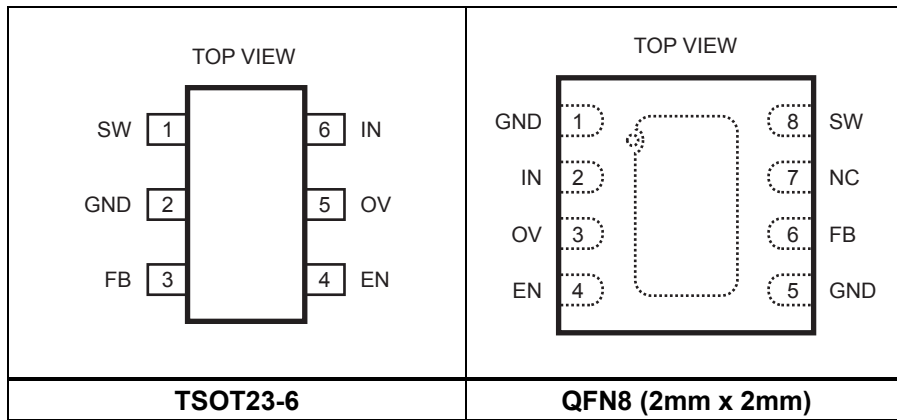 TOP VIEW
SW 1 6 IN
GND 2 5 OV
FB 3 4 EN
TSOT23-6
TOP VIEW
GND 1 8 SW
IN 2 7 NC
OV 3 6 FB
EN 4 5 GND
QFN8 (2mm x 2mm)